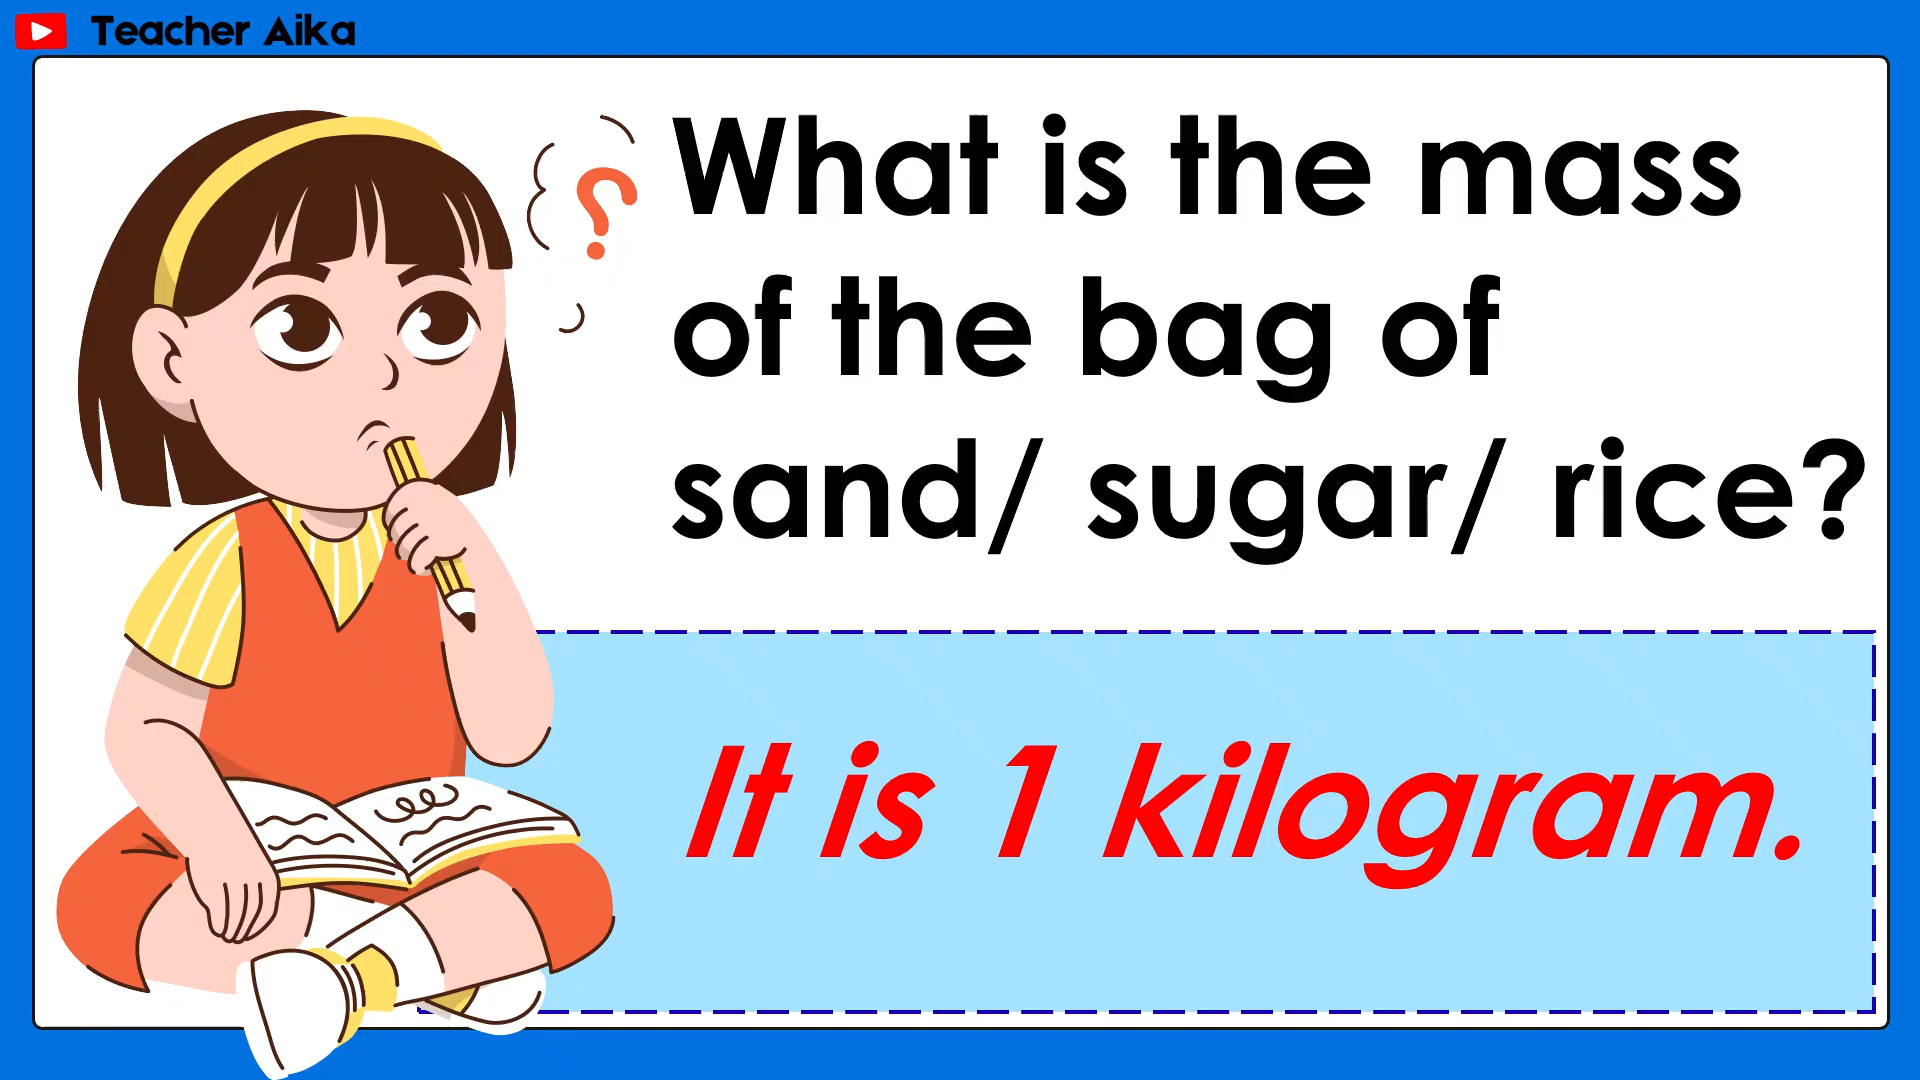 Teacher Aika
What is the mass
of the bag of
sand/ sugar/ rice?
?
It is 1 kilogram.